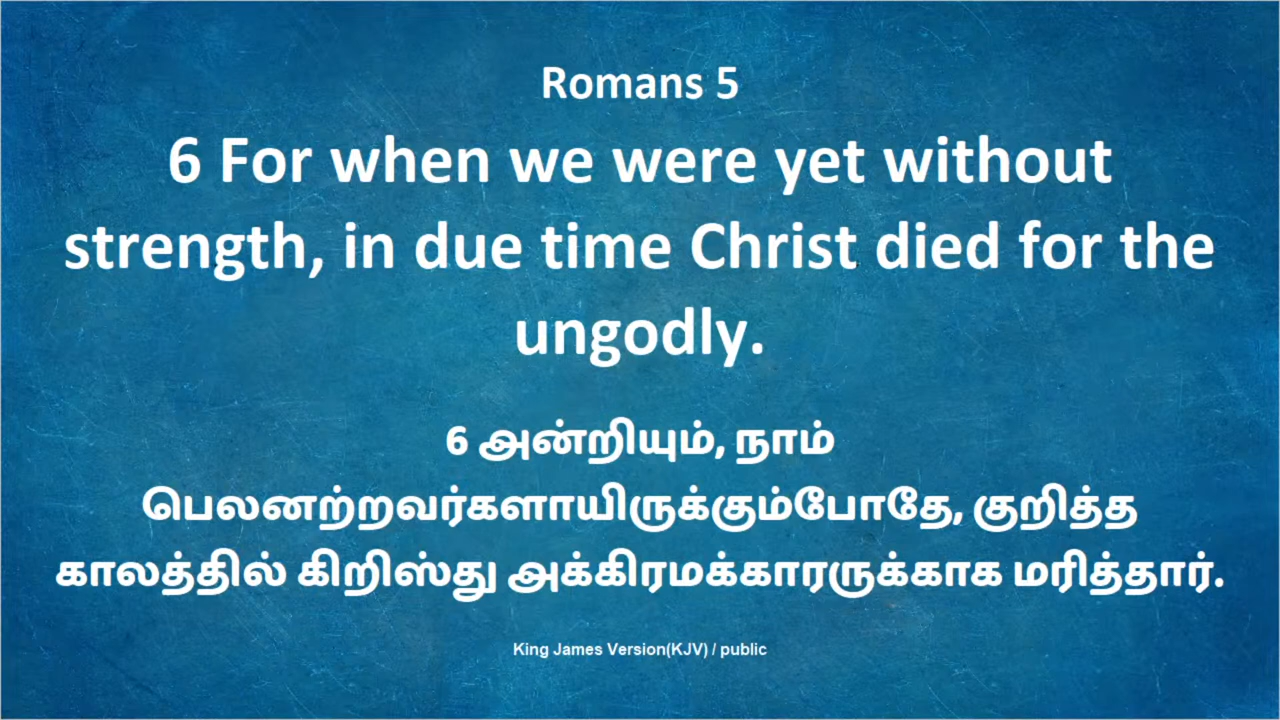 Romans 5
6 For when we were yet without
strength, in due time Christ died for the
ungodly.
6 அன்றியும், நாம்
பெலனற்றவர்களாயிருக்கும்போதே, குறித்த
காலத்தில் கிறிஸ்து அக்கிரமக்காரருக்காக மரித்தார்.
King James Version(KJV) / public